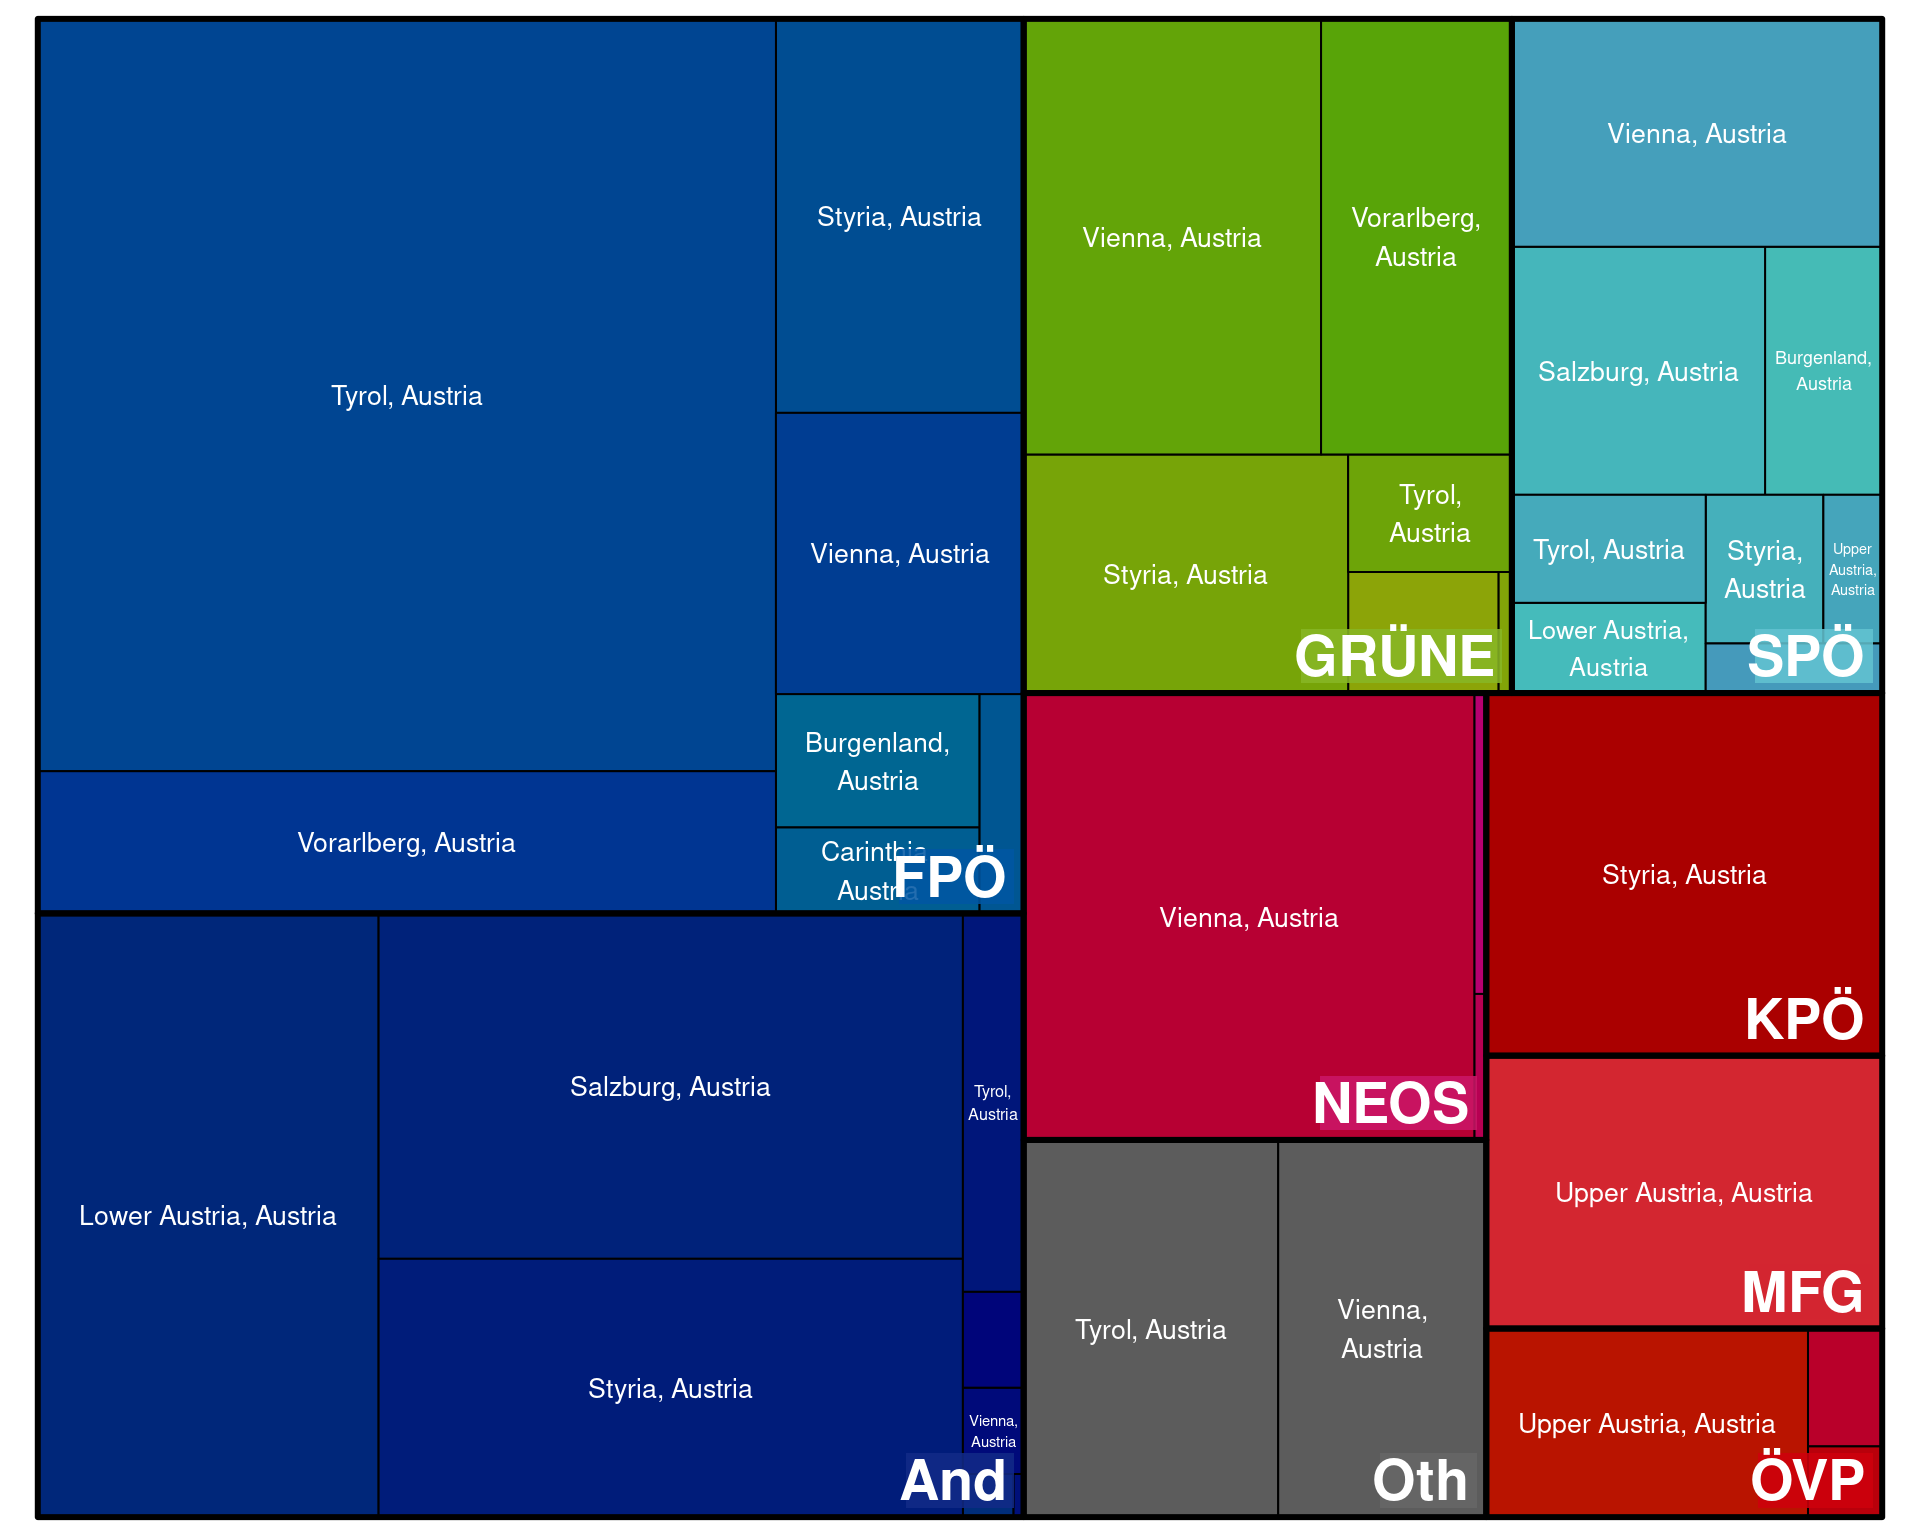 Tyrol, Austria
Styria, Austria
Vienna, Austria
Burgenland,
Austria
Carinthia,
Austria
Vorarlberg, Austria
FPÖ
Lower Austria, Austria
Salzburg, Austria
Styria, Austria
Tyrol,
Austria
Vienna,
Austria
And
Vienna, Austria
Vorarlberg,
Austria
Styria, Austria
Tyrol,
Austria
GRÜNE
Vienna, Austria
Salzburg, Austria
Burgenland,
Austria
Tyrol, Austria
Styria,
Austria
Upper
Austria,
Austria
Lower Austria,
Austria
SPÖ
Vienna, Austria
NEOS
Styria, Austria
KPÖ
Upper Austria, Austria
MFG
Tyrol, Austria
Vienna,
Austria
Oth
Upper Austria, Austria
ÖVP